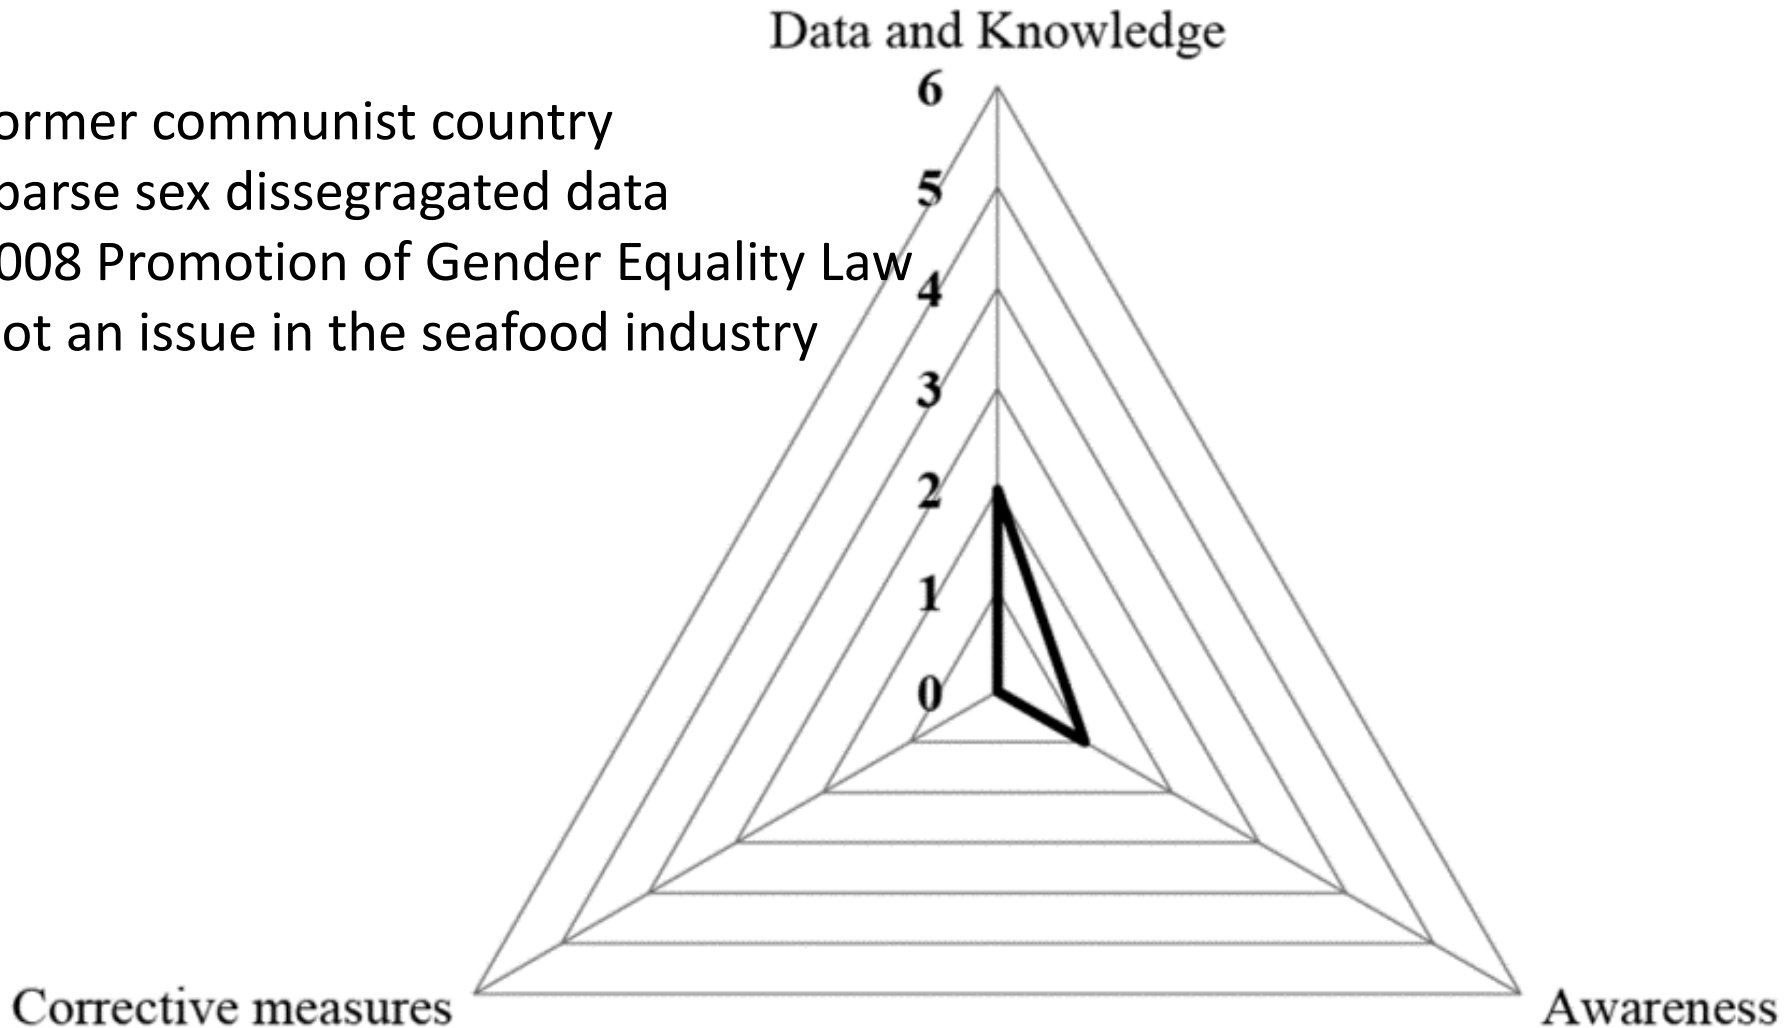 Data and Knowledge
6
ormer communist country
5
parse sex dissegragated data
008 Promotion of Gender Equality Law
4
ot an issue in the seafood industry
3
2
1
0
Corrective measures
Awareness